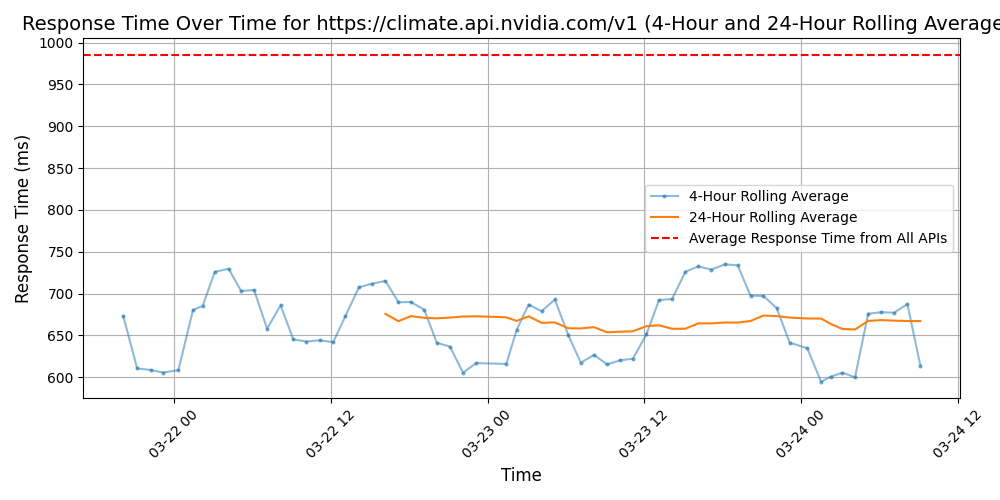 Response Time Over Time for https://climate.api.nvidia.com/v1 (4-Hour and 24-Hour Rolling Average
1000
950
900
850
800
750
700
650
600
Response Time (ms)
4-Hour Rolling Average
24-Hour Rolling Average
Average Response Time from All APIs
03-22 00
03-22 12
03-23 00
03-23 12
03-24 00
03-24 12
Time